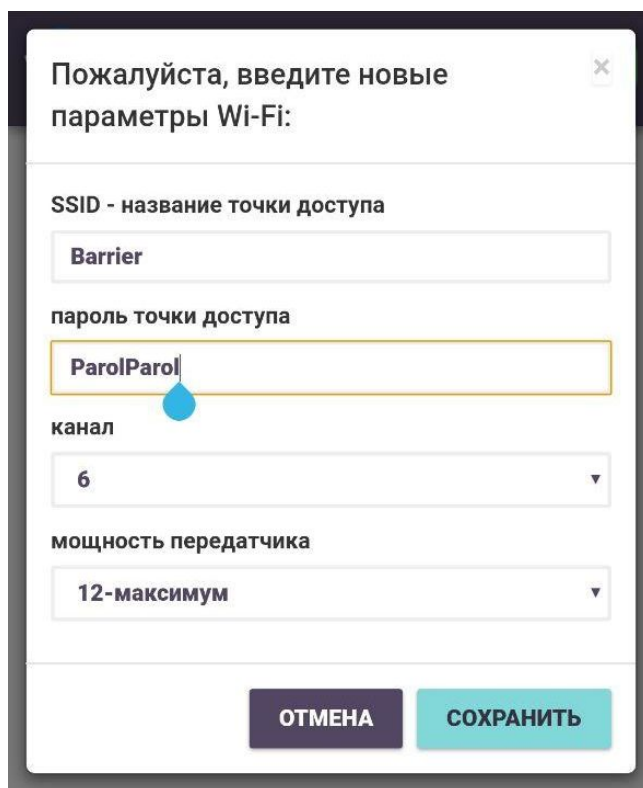 Пожалуйста, введите новые
параметры Wi-Fi:
×
SSID - название точки доступа
Barrier
пароль точки доступа
ParolParol
канал
6
мощность передатчика
12-максимум
ОТМЕНА
СОХРАНИТЬ